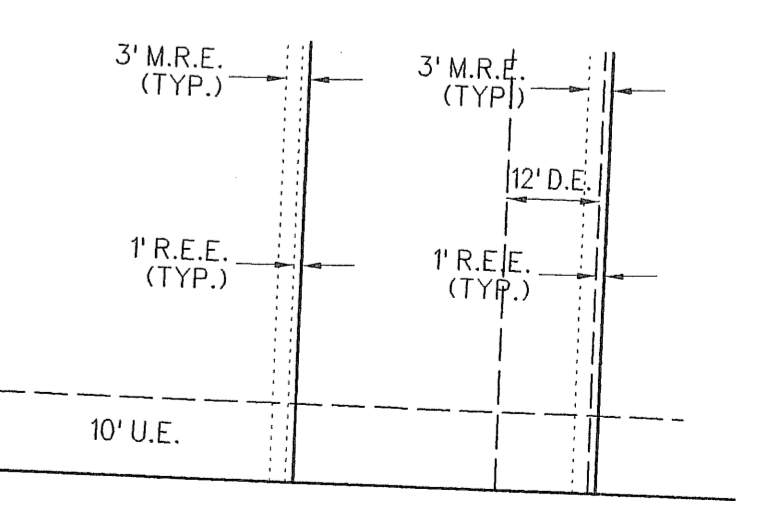 3' M.R.E.
(TYP.)
3' M.R.E.
(TYP.)
12' D.E.
1' R.E.E.
(TYP.)
1' R.E.E.
(TYP.)
10' U.E.